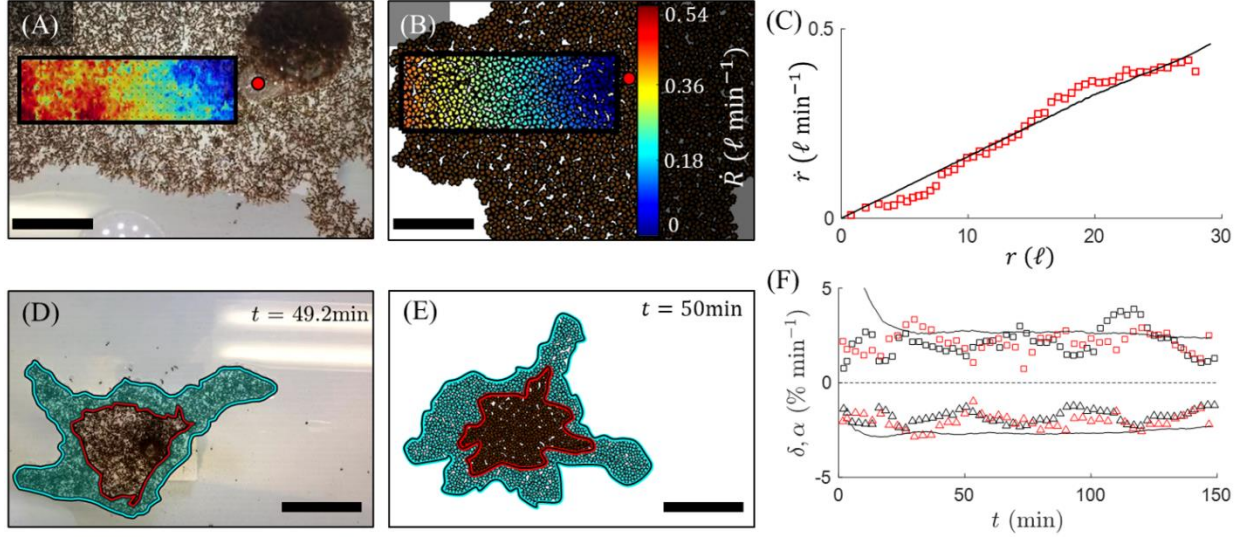 (A)
(B)
0.54
0.36
0.18
0
Ṙ (ℓ min⁻¹)
(C)
0.5
0
ṙ (ℓ min⁻¹)
0 10 20 30
r (ℓ)
(D)
t = 49.2min
(E)
t = 50min
(F)
5
0
-5
δ, α (% min⁻¹)
0 50 100 150
t (min)